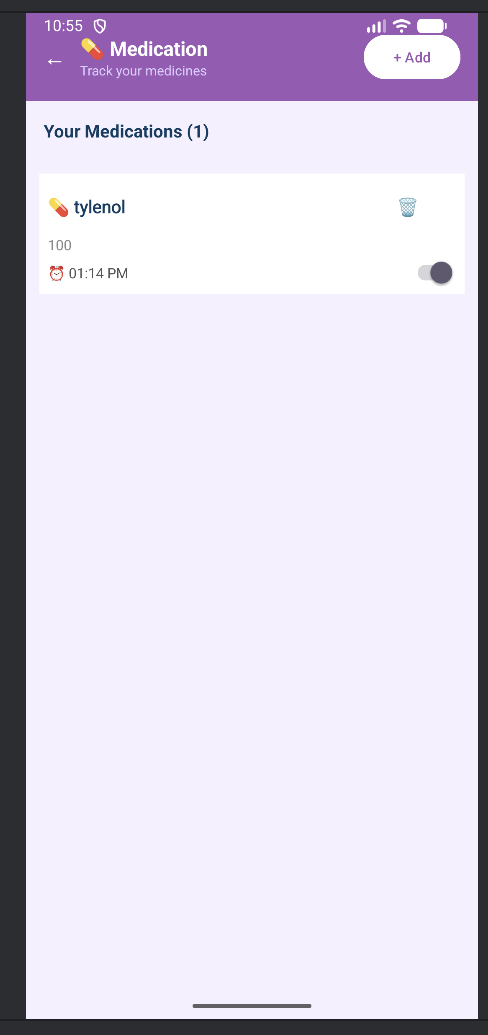 10:55
← 💊 Medication
Track your medicines
+ Add
Your Medications (1)
💊 tylenol 🗑️
100
⏰ 01:14 PM